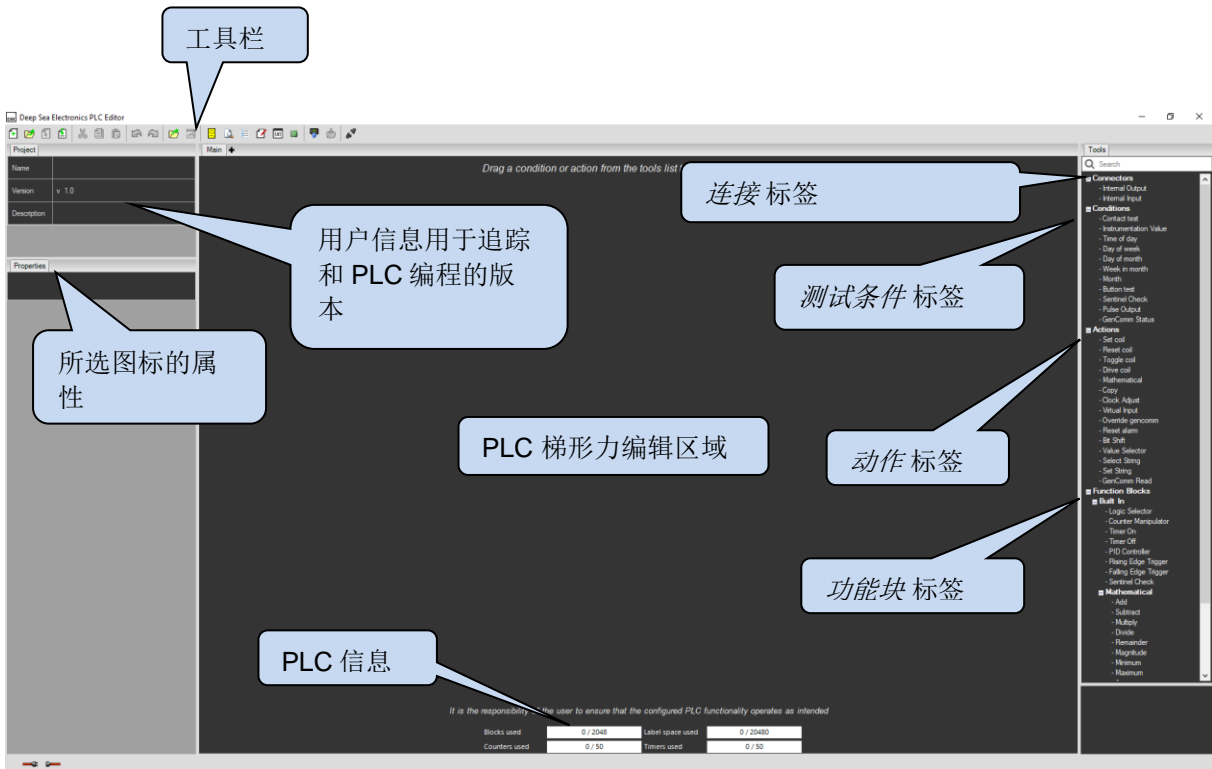 工具栏
Deep Sea Electronics PLC Editor
Project
Main
Tools
Name
Version v 1.0
Description
Drag a condition or action from the tools list t
Search
连接 标签
用户信息用于追踪
和 PLC 编程的版
本
测试条件 标签
Properties
所选图标的属
性
PLC 梯形力编辑区域
动作 标签
功能块 标签
PLC 信息
Connectors
- Internal Output
- Internal Input
Conditions
- Contact test
- Instrumentation Value
- Time of day
- Day of week
- Day of month
- Week in month
- Month
- Button test
- Sentinel Check
- Pulse Output
- GenComm Status
Actions
- Set coil
- Reset coil
- Toggle coil
- Drive coil
- Mathematical
- Copy
- Clock Adjust
- Virtual Input
- Override gencomm
- Reset alarm
- Bit Shift
- Value Selector
- Select String
- Set String
- GenComm Read
Function Blocks
Built In
- Logic Selector
- Counter Manipulator
- Timer On
- Timer Off
- PID Controller
- Rising Edge Trigger
- Falling Edge Trigger
- Sentinel Check
Mathematical
- Add
- Subtract
- Multiply
- Divide
- Remainder
- Magnitude
- Minimum
- Maximum
It is the responsibility of the user to ensure that the configured PLC functionality operates as intended
Blocks used 0 / 2048 Label space used 0 / 20480
Counters used 0 / 50 Timers used 0 / 50